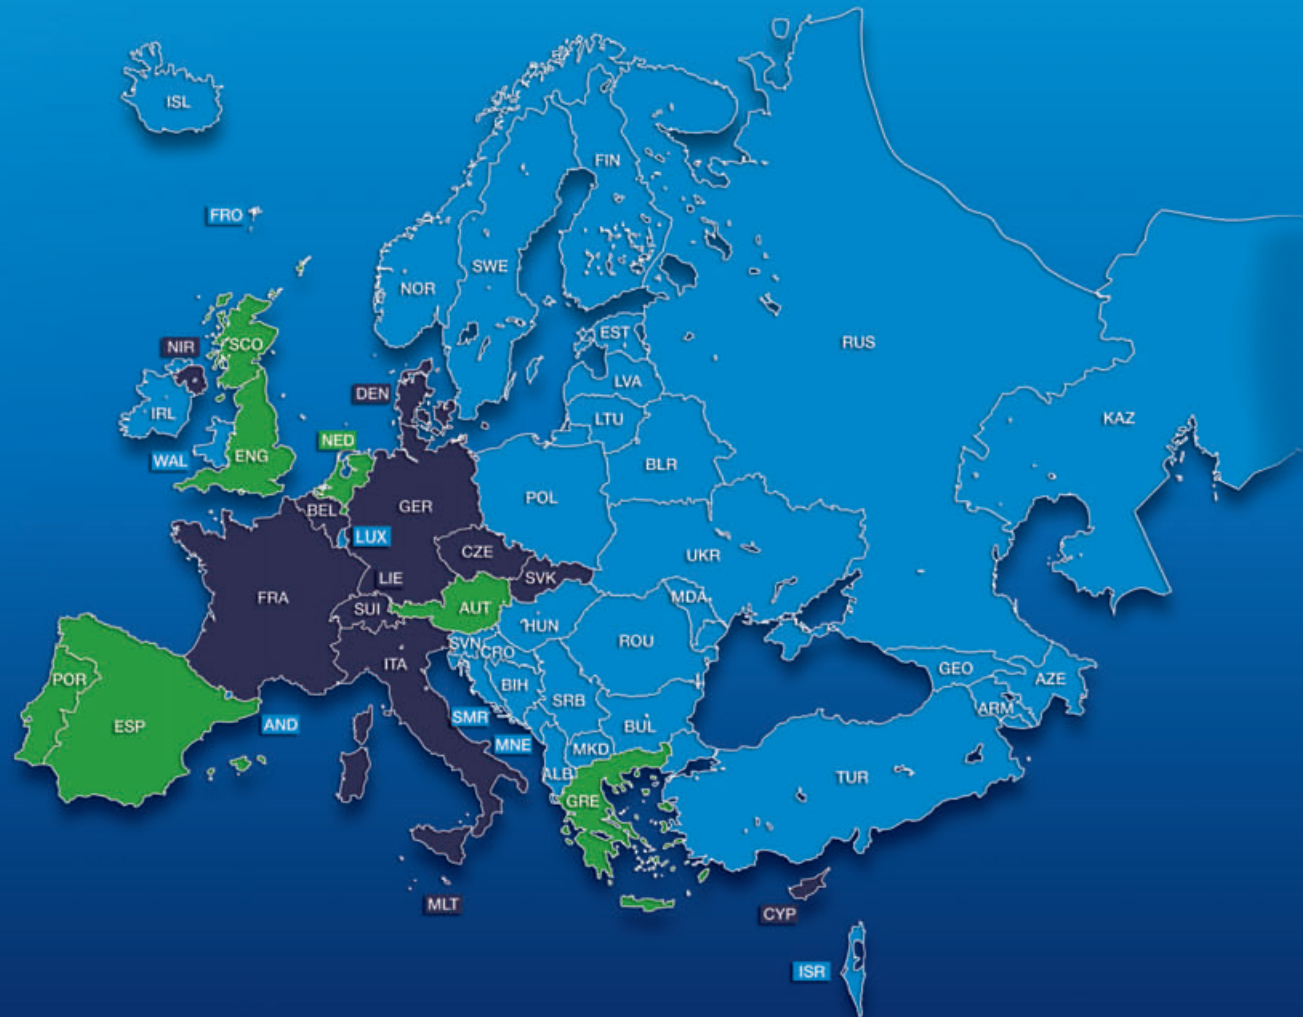 ISL
FIN
FRO
SWE
NOR
EST
RUS
SCO
NIR
LVA
DEN
IRL
LTU
KAZ
NED
ENG
WAL
BLR
POL
GER
BEL
LUX
CZE
UKR
LIE
SVK
FRA
MDA
SUI
AUT
HUN
ROU
SVN
CRO
ITA
GEO
POR
AZE
BIH
SRB
ARM
SMR
AND
ESP
BUL
MNE
MKD
ALB
TUR
GRE
MLT
CYP
ISR